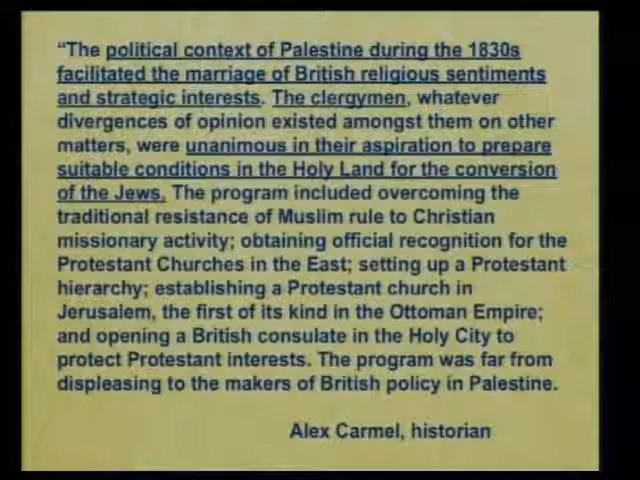 “The political context of Palestine during the 1830s
facilitated the marriage of British religious sentiments
and strategic interests. The clergymen, whatever
divergences of opinion existed amongst them on other
matters, were unanimous in their aspiration to prepare
suitable conditions in the Holy Land for the conversion
of the Jews. The program included overcoming the
traditional resistance of Muslim rule to Christian
missionary activity; obtaining official recognition for the
Protestant Churches in the East; setting up a Protestant
hierarchy; establishing a Protestant church in
Jerusalem, the first of its kind in the Ottoman Empire;
and opening a British consulate in the Holy City to
protect Protestant interests. The program was far from
displeasing to the makers of British policy in Palestine.
Alex Carmel, historian